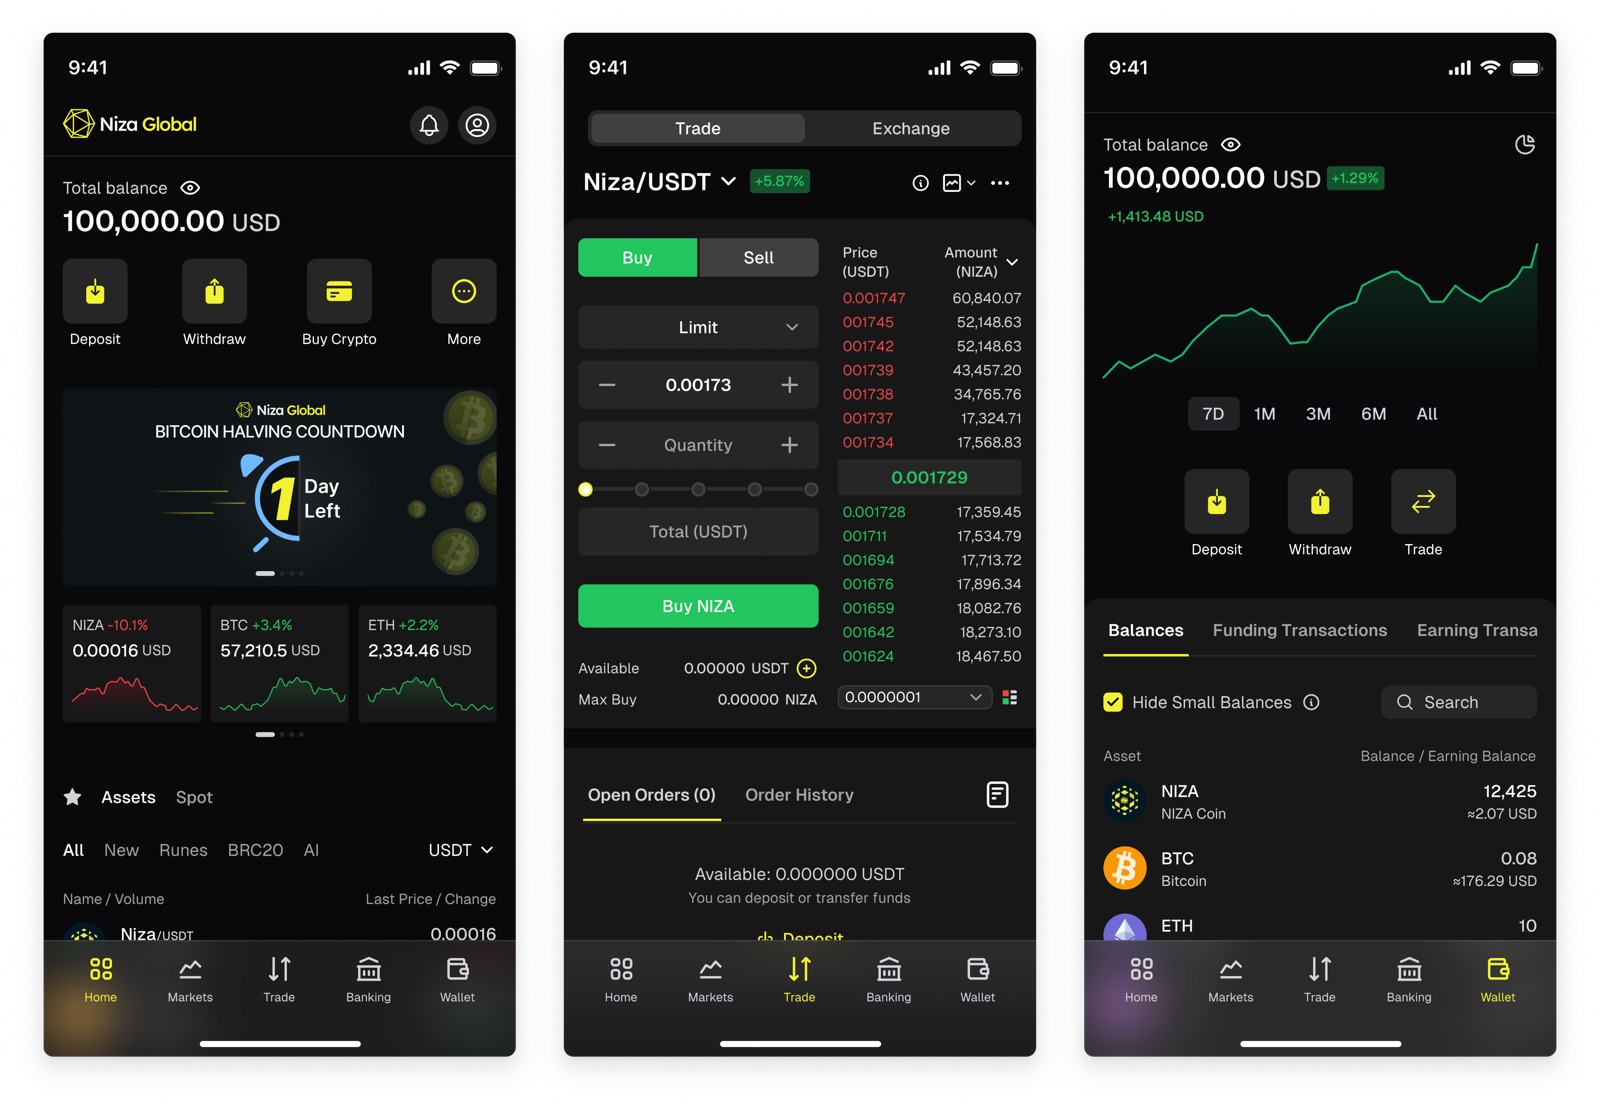 9:41
Niza Global
Total balance
100,000.00 USD
Deposit
Withdraw
Buy Crypto
More
Niza Global
BITCOIN HALVING COUNTDOWN
1 Day
Left
NIZA -10.1%
0.00016 USD
BTC +3.4%
57,210.5 USD
ETH +2.2%
2,334.46 USD
Assets
Spot
All
New
Runes
BRC20
AI
USDT
Name / Volume
Last Price / Change
Niza/USDT
0.00016
Home
Markets
Trade
Banking
Wallet
9:41
Trade
Exchange
Niza/USDT
+5.87%
Buy
Sell
Limit
0.00173
Quantity
Total (USDT)
Buy NIZA
Available
0.00000 USDT
Max Buy
0.00000 NIZA
Price
(USDT)
Amount
(NIZA)
0.001747 60,840.07
001745 52,148.63
001742 52,148.63
001739 43,457.20
001738 34,765.76
001737 17,324.71
001734 17,568.83
0.001729
0.001728 17,359.45
001711 17,534.79
001694 17,713.72
001676 17,896.34
001659 18,082.76
001642 18,273.10
001624 18,467.50
0.0000001
Open Orders (0)
Order History
Available: 0.000000 USDT
You can deposit or transfer funds
Deposit
Home
Markets
Trade
Banking
Wallet
9:41
Total balance
100,000.00 USD
+1.29%
+1,413.48 USD
7D
1M
3M
6M
All
Deposit
Withdraw
Trade
Balances
Funding Transactions
Earning Transa
Hide Small Balances
Search
Asset
Balance / Earning Balance
NIZA
12,425
NIZA Coin
≈2.07 USD
BTC
0.08
Bitcoin
≈176.29 USD
ETH
10
Home
Markets
Trade
Banking
Wallet